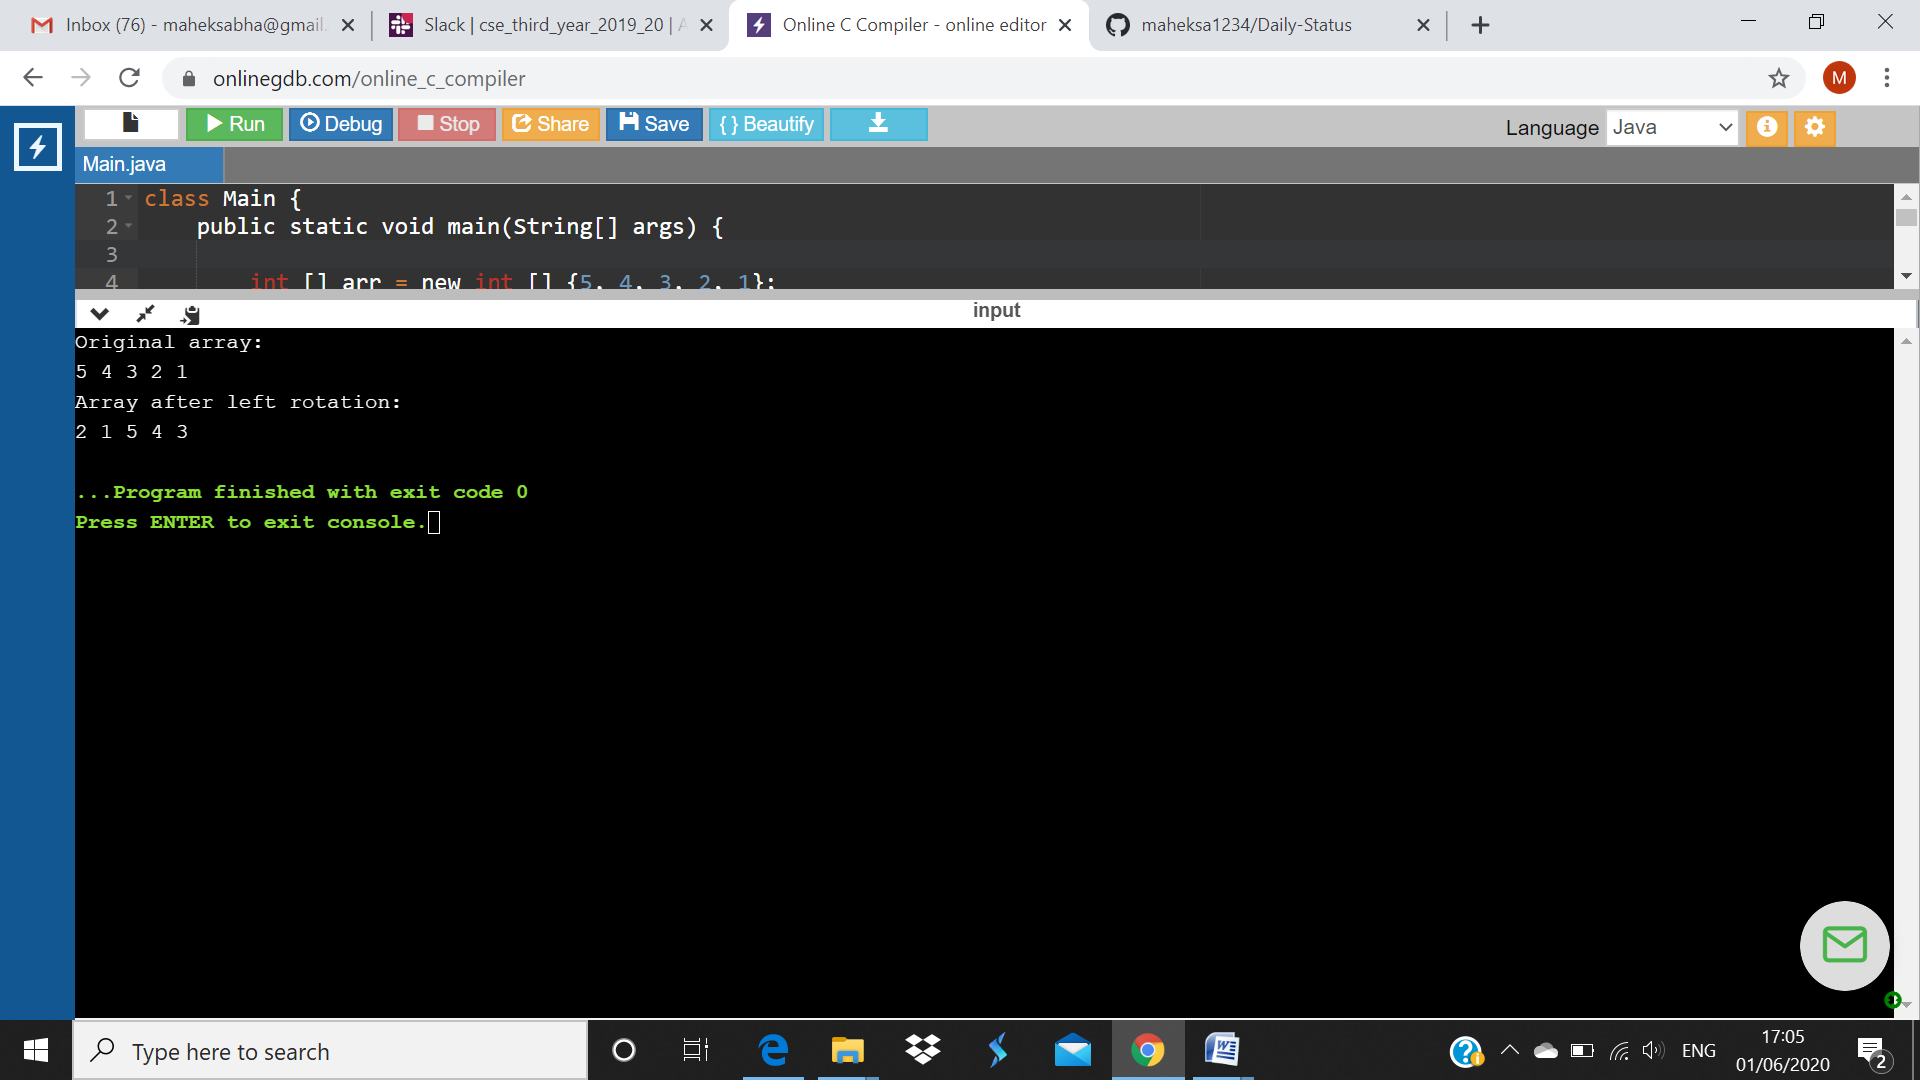 Inbox (76) - maheksabha@gmail.
Slack | cse_third_year_2019_20 | A
Online C Compiler - online editor
maheksa1234/Daily-Status
onlinegdb.com/online_c_compiler
M
Run
Debug
Stop
Share
Save
{ } Beautify
Language
Java
Main.java
1 class Main {
2 public static void main(String[] args) {
3
4 int [] arr = new int [] {5, 4, 3, 2, 1};
input
Original array:
5 4 3 2 1
Array after left rotation:
2 1 5 4 3
...Program finished with exit code 0
Press ENTER to exit console.
Type here to search
ENG
17:05
01/06/2020
2